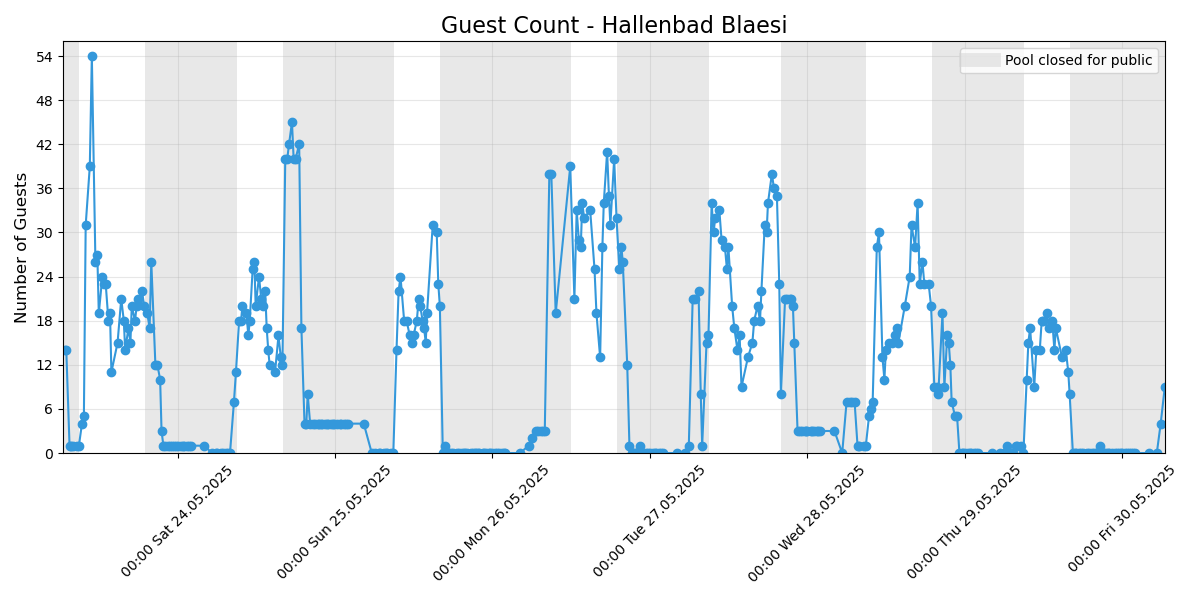 Guest Count - Hallenbad Blaesi
Pool closed for public
Number of Guests
54
48
42
36
30
24
18
12
6
0
00:00 Sat 24.05.2025
00:00 Sun 25.05.2025
00:00 Mon 26.05.2025
00:00 Tue 27.05.2025
00:00 Wed 28.05.2025
00:00 Thu 29.05.2025
00:00 Fri 30.05.2025